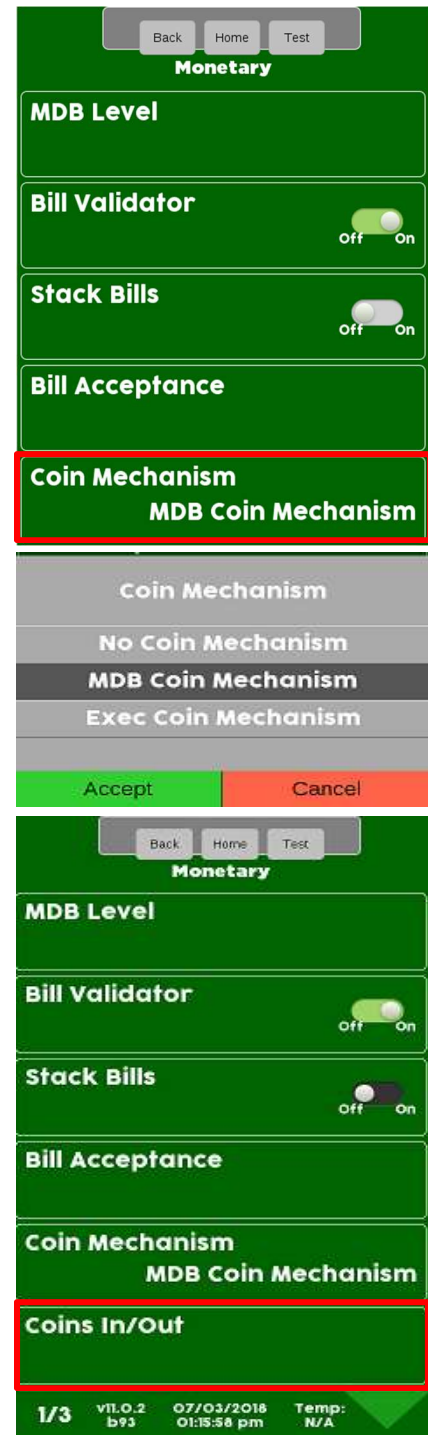 Back Home Test
Monetary
MDB Level
Bill Validator
Off On
Stack Bills
Off On
Bill Acceptance
Coin Mechanism
MDB Coin Mechanism
Coin Mechanism
No Coin Mechanism
MDB Coin Mechanism
Exec Coin Mechanism
Accept Cancel
Back Home Test
Monetary
MDB Level
Bill Validator
Off On
Stack Bills
Off On
Bill Acceptance
Coin Mechanism
MDB Coin Mechanism
Coins In/Out
1/3 v11.0.2 07/03/2018 Temp:
b93 01:15:58 pm N/A